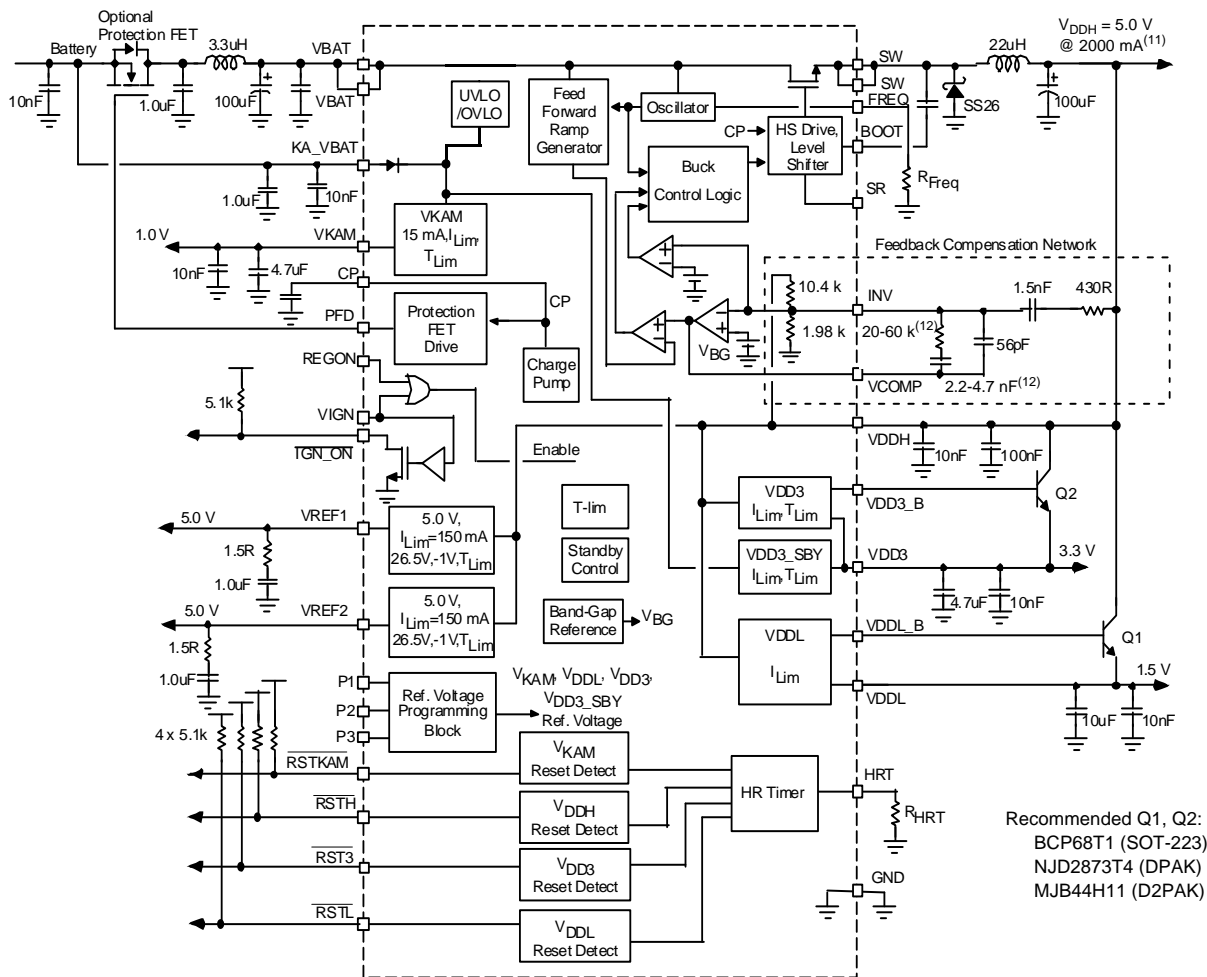 Optional
Protection FET
Battery
3.3uH
VBAT
10nF
1.0uF
100uF
VBAT
UVLO
/OVLO
Feed
Forward
Ramp
Generator
Oscillator
SW
SW
FREQ
22uH
V_DDH = 5.0 V
@ 2000 mA(11)
SS26
100uF
CP
HS Drive,
Level
Shifter
BOOT
R_Freq
SR
KA_VBAT
1.0uF
10nF
Buck
Control Logic
VKAM
15 mA,I_Lim,
T_Lim
1.0 V
VKAM
10nF
4.7uF
CP
CP
PFD
Protection
FET
Drive
Charge
Pump
Feedback Compensation Network
10.4 k
1.98 k
V_BG
INV
1.5nF
430R
20-60 k(12)
56pF
2.2-4.7 nF(12)
VCOMP
REGON
5.1k
VIGN
IGN_ON
Enable
VDDH
10nF
100nF
Q2
5.0 V
VREF1
5.0 V,
I_Lim=150 mA
26.5V,-1V,T_Lim
1.5R
1.0uF
T-lim
Standby
Control
VDD3
I_Lim,T_Lim
VDD3_B
VDD3_SBY
I_Lim,T_Lim
VDD3
3.3 V
4.7uF
10nF
5.0 V
VREF2
5.0 V,
I_Lim=150 mA
26.5V,-1V,T_Lim
1.5R
1.0uF
Band-Gap
Reference
V_BG
VDDL
I_Lim
VDDL_B
Q1
1.5 V
VDDL
10uF
10nF
P1
P2
P3
Ref. Voltage
Programming
Block
V_KAM, V_DDL, V_DD3,
V_DD3_SBY
Ref. Voltage
4 x 5.1k
RSTKAM
V_KAM
Reset Detect
RSTH
V_DDH
Reset Detect
RST3
V_DD3
Reset Detect
RSTL
V_DDL
Reset Detect
HR Timer
HRT
R_HRT
GND
Recommended Q1, Q2:
BCP68T1 (SOT-223)
NJD2873T4 (DPAK)
MJB44H11 (D2PAK)